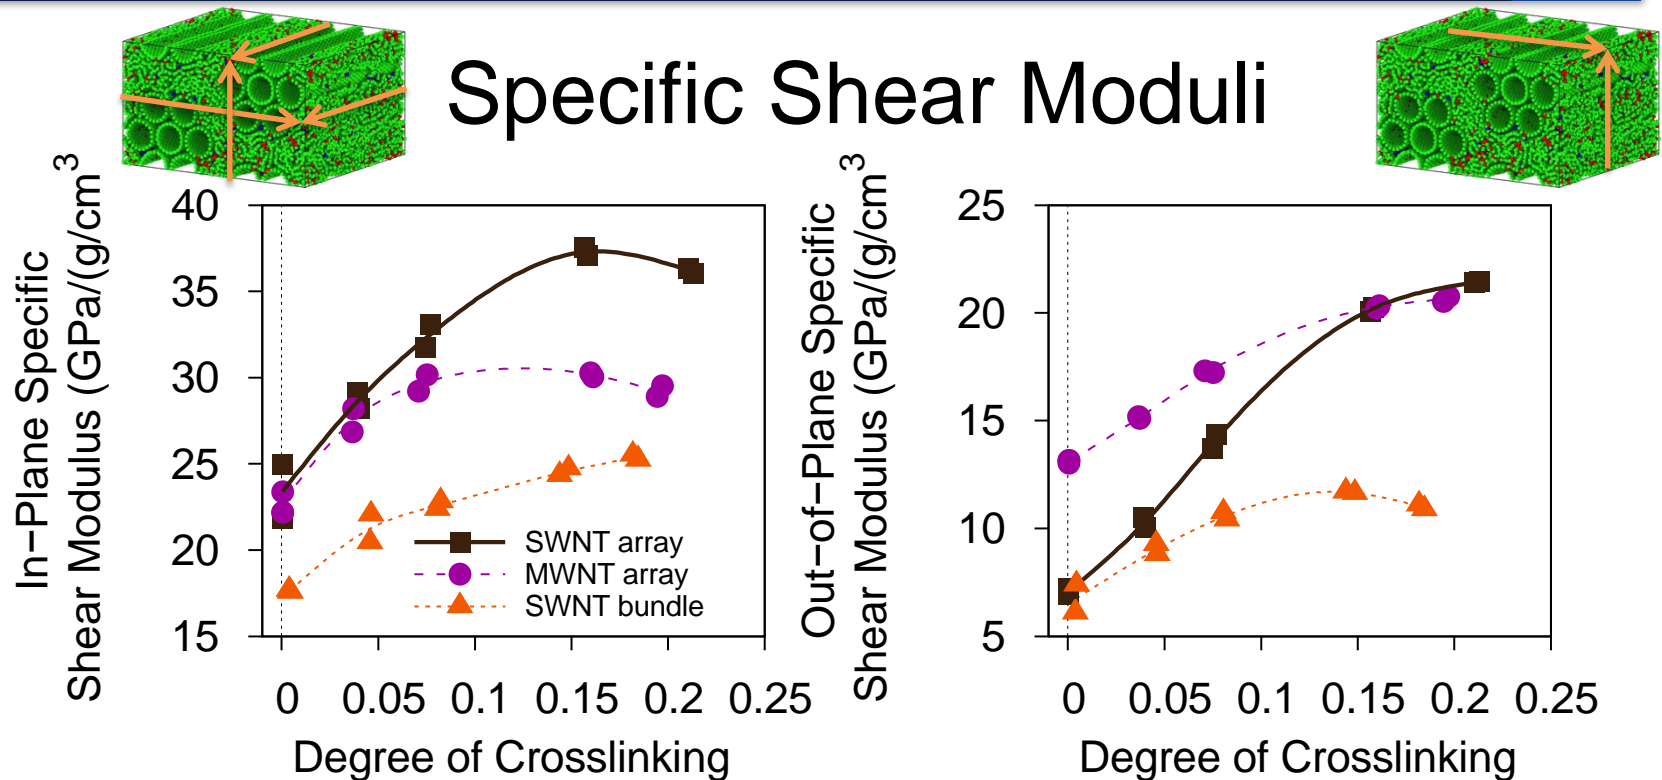 Specific Shear Moduli
In−Plane Specific
Shear Modulus (GPa/(g/cm3
40
35
30
25
20
15
SWNT array
MWNT array
SWNT bundle
0 0.05 0.1 0.15 0.2 0.25
Degree of Crosslinking
Out−of−Plane Specific
Shear Modulus (GPa/(g/cm3
25
20
15
10
5
0 0.05 0.1 0.15 0.2 0.25
Degree of Crosslinking